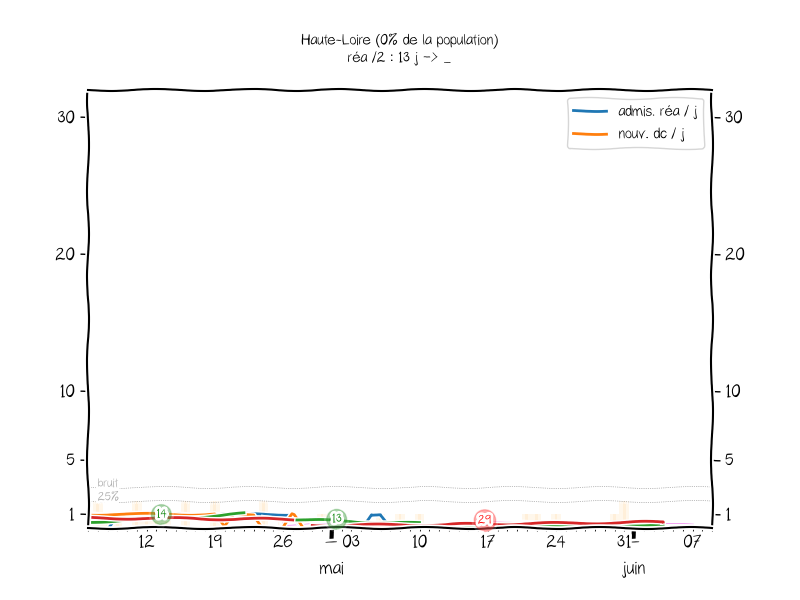 Haute-Loire (0% de la population)
réa /2 : 13 j -> _
30 30
admis. réa / j
nouv. dc / j
20 20
10 10
5 5
bruit
25%
1 14 13 29 1
12 19 26 03 10 17 24 31 07
mai juin